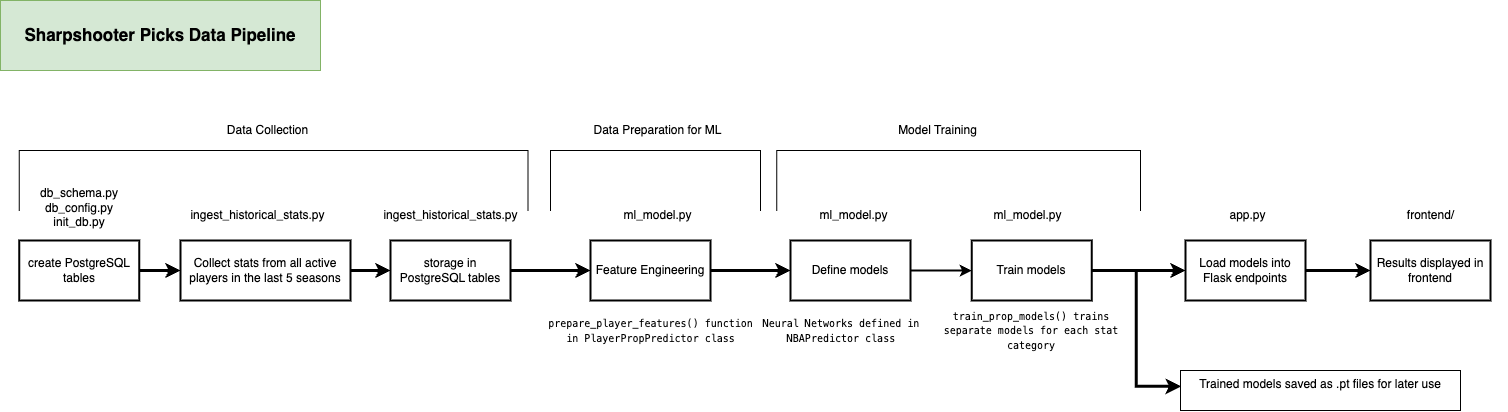 Sharpshooter Picks Data Pipeline
Data Collection
Data Preparation for ML
Model Training
db_schema.py
db_config.py
init_db.py
ingest_historical_stats.py
ingest_historical_stats.py
ml_model.py
ml_model.py
ml_model.py
app.py
frontend/
create PostgreSQL
tables
Collect stats from all active
players in the last 5 seasons
storage in
PostgreSQL tables
Feature Engineering
Define models
Train models
Load models into
Flask endpoints
Results displayed in
frontend
prepare_player_features() function
in PlayerPropPredictor class
Neural Networks defined in
NBAPredictor class
train_prop_models() trains
separate models for each stat
category
Trained models saved as .pt files for later use